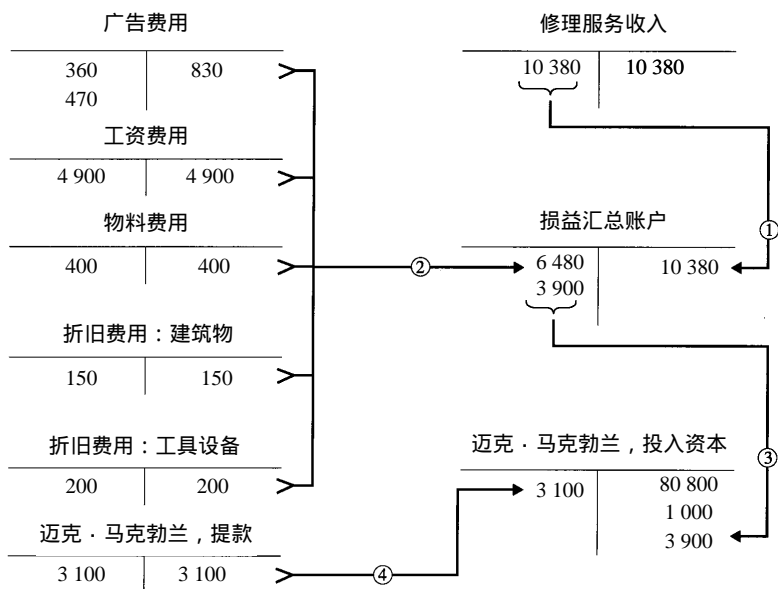 广告费用
360 830
470
工资费用
4 900 4 900
物料费用
400 400
折旧费用：建筑物
150 150
折旧费用：工具设备
200 200
迈克·马克勃兰，提款
3 100 3 100
修理服务收入
10 380 10 380
①
损益汇总账户
② 6 480 10 380
3 900
③
迈克·马克勃兰，投入资本
3 100 80 800
1 000
3 900
④